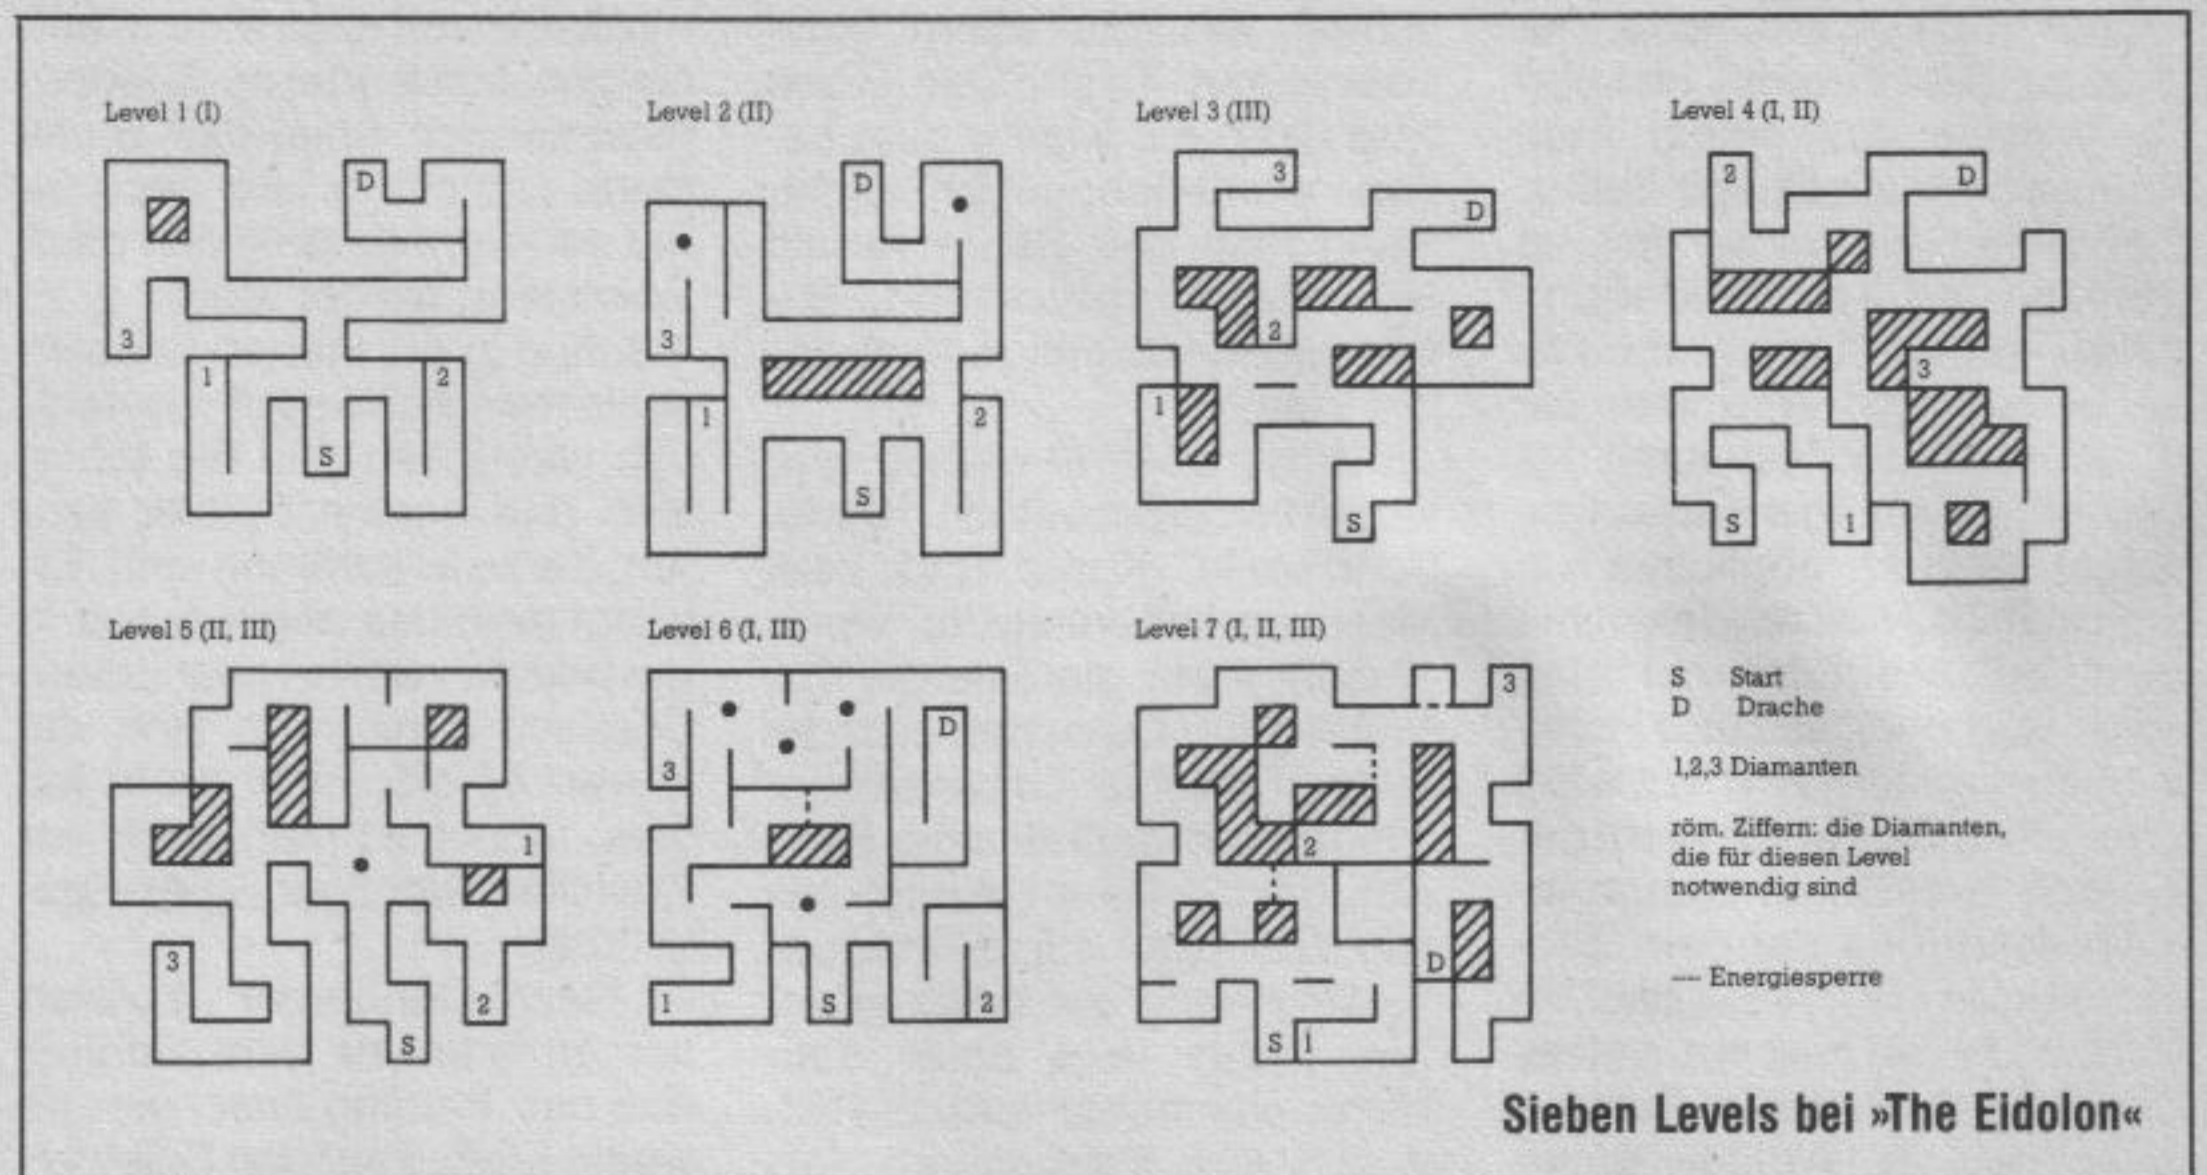 Level 1 (I)
Level 2 (II)
Level 3 (III)
Level 4 (I, II)
D
3
1
2
S
D
3
1
2
S
3
D
2
1
S
2
D
3
S
1
Level 5 (II, III)
Level 6 (I, III)
Level 7 (I, II, III)
1
3
2
S
D
3
1
S
2
3
2
D
S
1
S Start
D Drache
1,2,3 Diamanten
röm. Ziffern: die Diamanten,
die für diesen Level
notwendig sind
---- Energiesperre
Sieben Levels bei »The Eidolon«